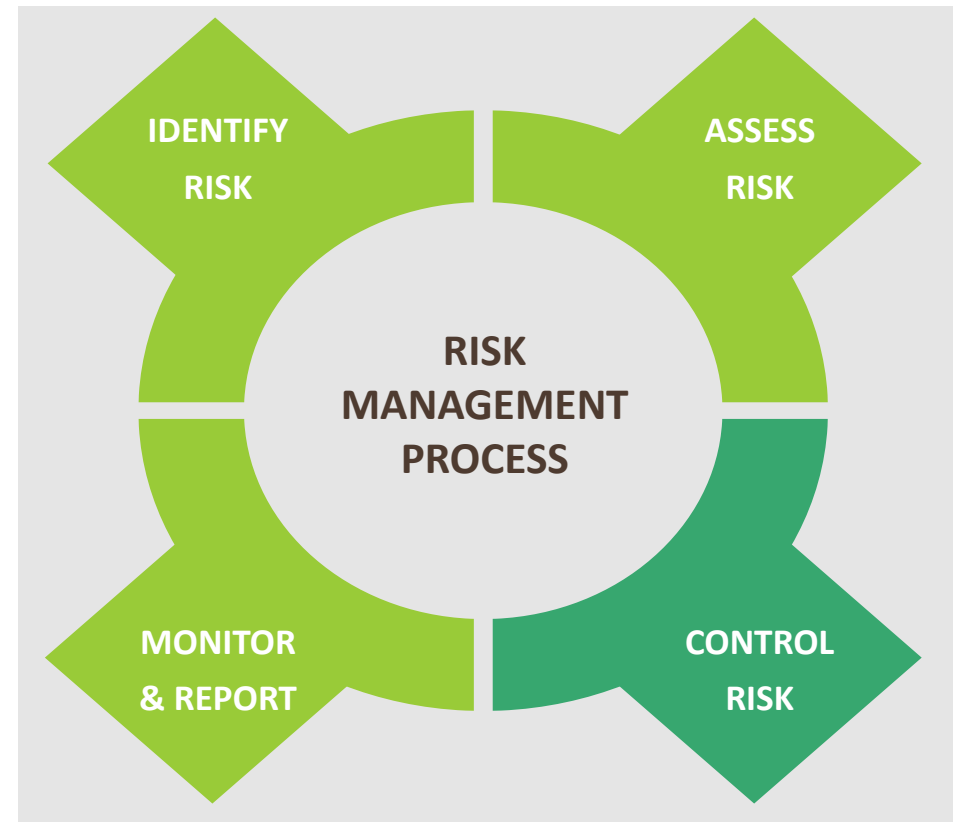 IDENTIFY
RISK
ASSESS
RISK
RISK
MANAGEMENT
PROCESS
MONITOR
& REPORT
CONTROL
RISK